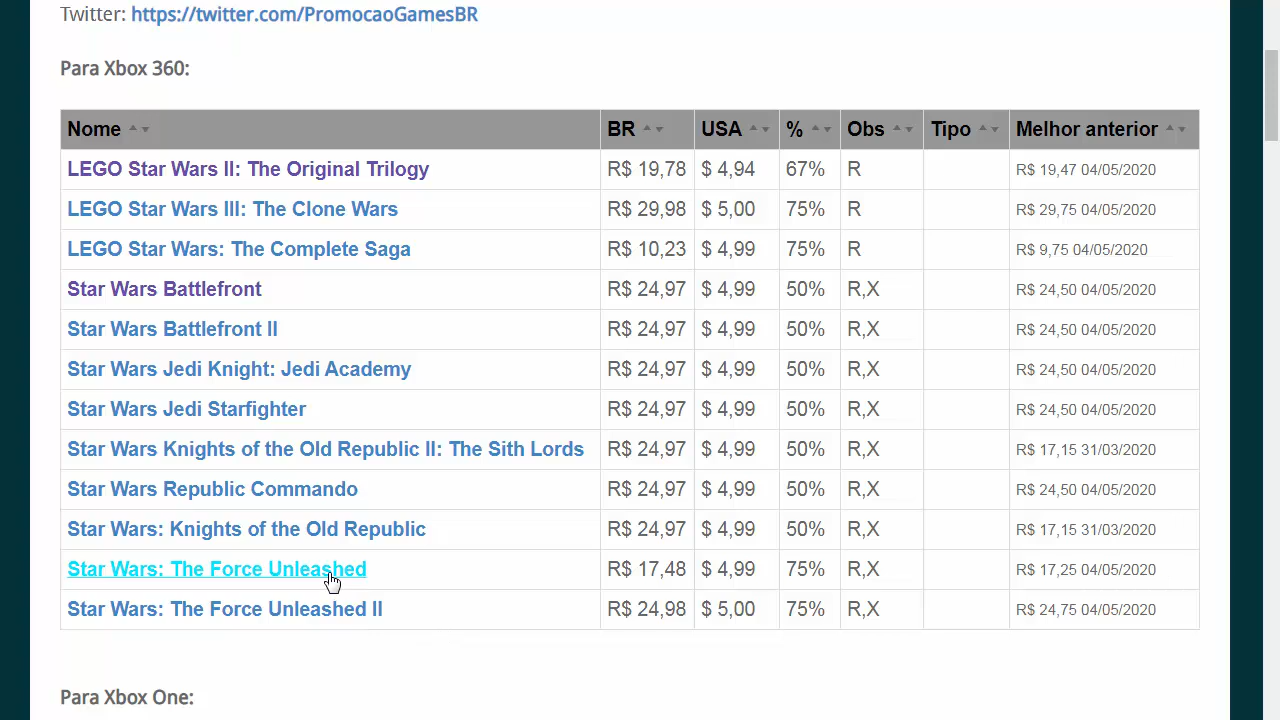 Twitter: https://twitter.com/PromocaoGamesBR
Para Xbox 360:
Nome BR USA % Obs Tipo Melhor anterior
LEGO Star Wars II: The Original Trilogy R$ 19,78 $ 4,94 67% R R$ 19,47 04/05/2020
LEGO Star Wars III: The Clone Wars R$ 29,98 $ 5,00 75% R R$ 29,75 04/05/2020
LEGO Star Wars: The Complete Saga R$ 10,23 $ 4,99 75% R R$ 9,75 04/05/2020
Star Wars Battlefront R$ 24,97 $ 4,99 50% R,X R$ 24,50 04/05/2020
Star Wars Battlefront II R$ 24,97 $ 4,99 50% R,X R$ 24,50 04/05/2020
Star Wars Jedi Knight: Jedi Academy R$ 24,97 $ 4,99 50% R,X R$ 24,50 04/05/2020
Star Wars Jedi Starfighter R$ 24,97 $ 4,99 50% R,X R$ 24,50 04/05/2020
Star Wars Knights of the Old Republic II: The Sith Lords R$ 24,97 $ 4,99 50% R,X R$ 17,15 31/03/2020
Star Wars Republic Commando R$ 24,97 $ 4,99 50% R,X R$ 24,50 04/05/2020
Star Wars: Knights of the Old Republic R$ 24,97 $ 4,99 50% R,X R$ 17,15 31/03/2020
Star Wars: The Force Unleashed R$ 17,48 $ 4,99 75% R,X R$ 17,25 04/05/2020
Star Wars: The Force Unleashed II R$ 24,98 $ 5,00 75% R,X R$ 24,75 04/05/2020
Para Xbox One: